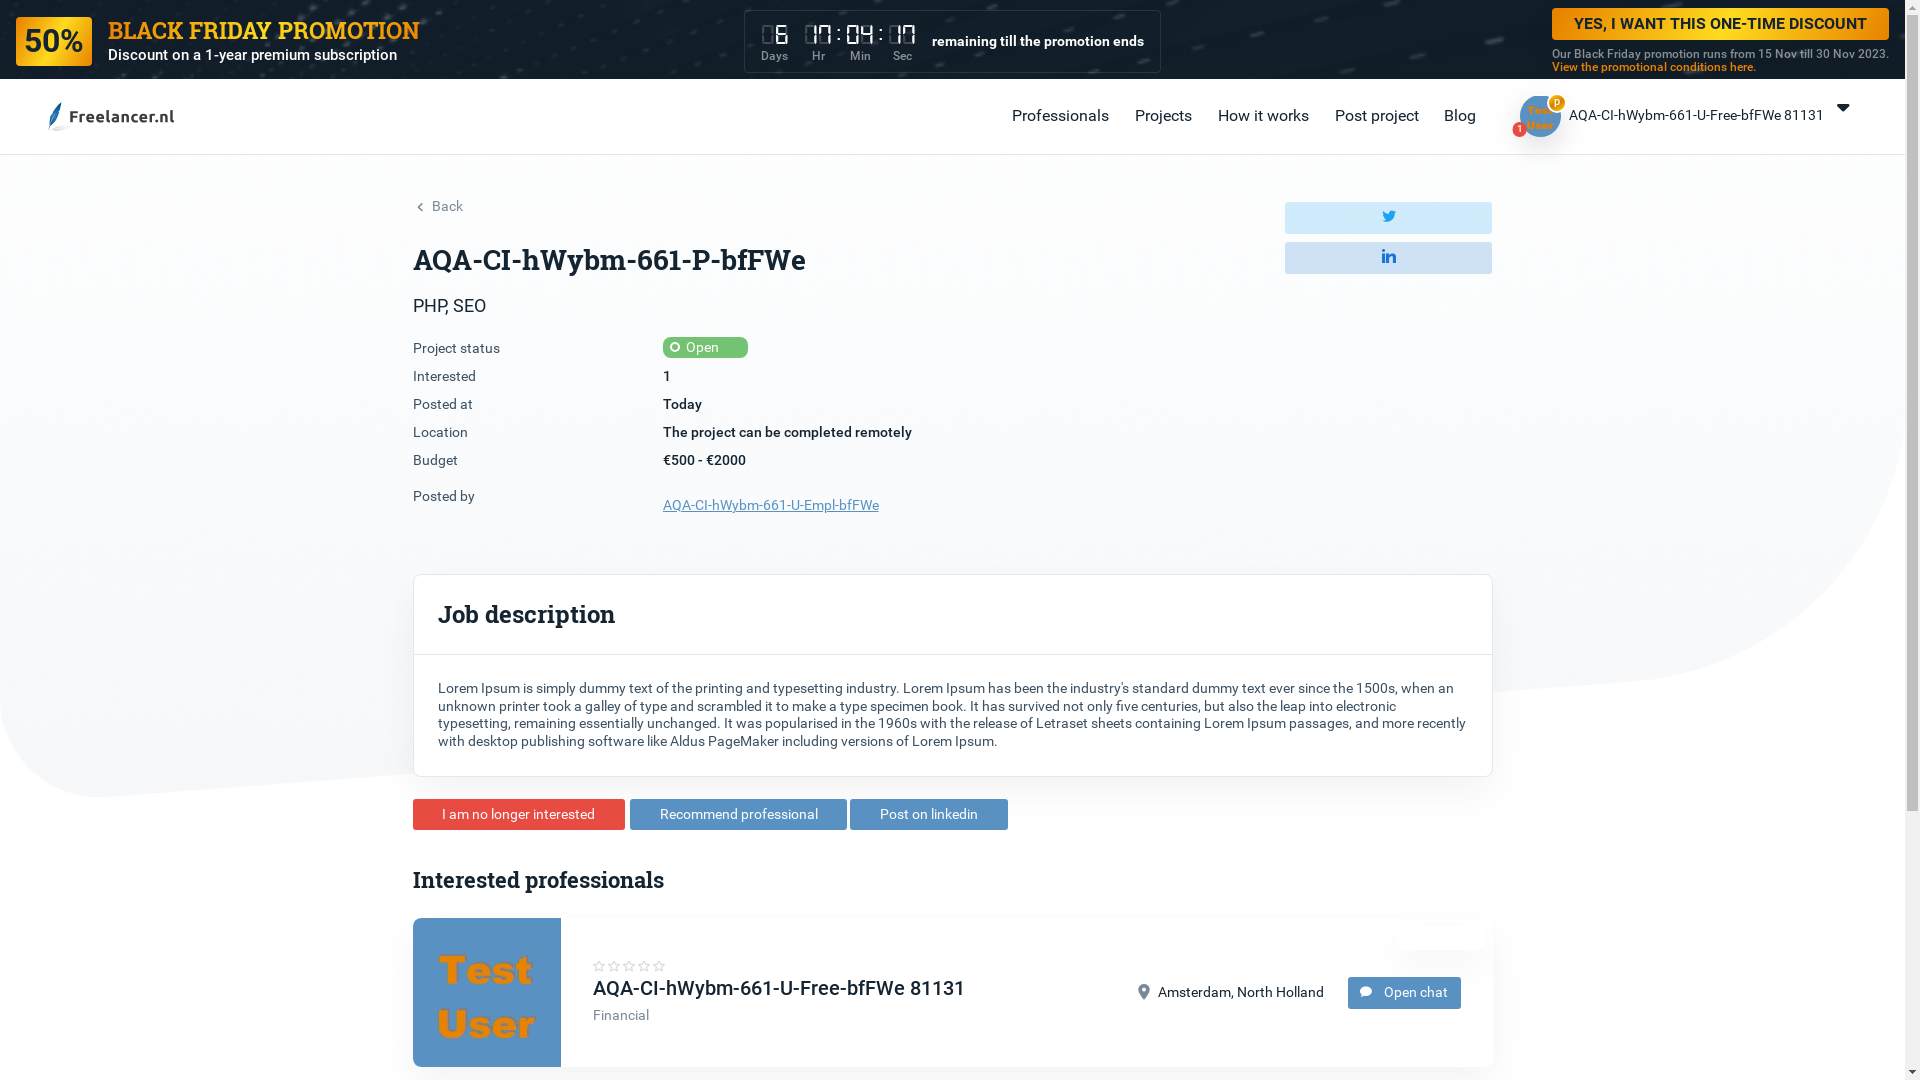 50%
BLACK FRIDAY PROMOTION
Discount on a 1-year premium subscription
6 17:04:17
Days Hr Min Sec
remaining till the promotion ends
YES, I WANT THIS ONE-TIME DISCOUNT
Our Black Friday promotion runs from 15 Nov till 30 Nov 2023.
View the promotional conditions here.
Freelancer.nl
Professionals
Projects
How it works
Post project
Blog
Test
User
P
1
AQA-CI-hWybm-661-U-Free-bfFWe 81131
Back
AQA-CI-hWybm-661-P-bfFWe
PHP, SEO
Project status Open
Interested 1
Posted at Today
Location The project can be completed remotely
Budget €500 - €2000
Posted by AQA-CI-hWybm-661-U-Empl-bfFWe
Job description
Lorem Ipsum is simply dummy text of the printing and typesetting industry. Lorem Ipsum has been the industry's standard dummy text ever since the 1500s, when an
unknown printer took a galley of type and scrambled it to make a type specimen book. It has survived not only five centuries, but also the leap into electronic
typesetting, remaining essentially unchanged. It was popularised in the 1960s with the release of Letraset sheets containing Lorem Ipsum passages, and more recently
with desktop publishing software like Aldus PageMaker including versions of Lorem Ipsum.
I am no longer interested
Recommend professional
Post on linkedin
Interested professionals
Test
User
AQA-CI-hWybm-661-U-Free-bfFWe 81131
Financial
Amsterdam, North Holland
Open chat